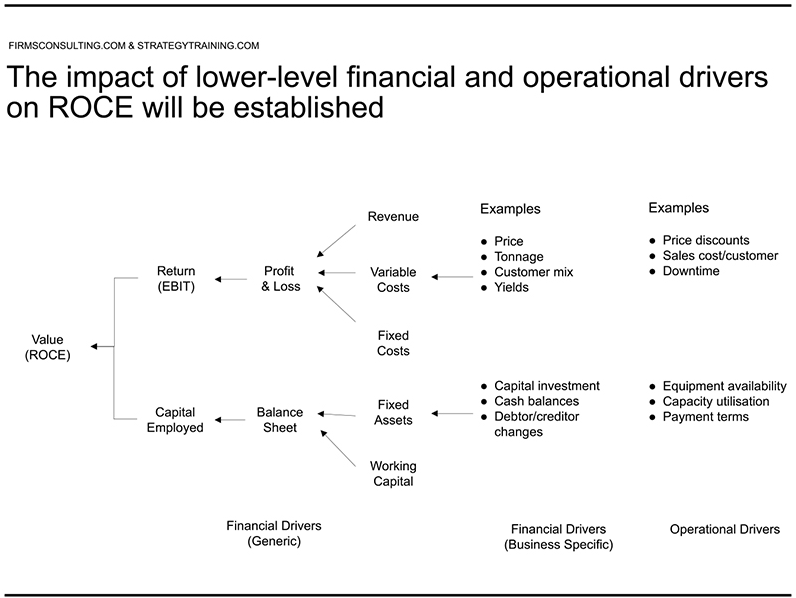 FIRMSCONSULTING.COM & STRATEGYTRAINING.COM
The impact of lower-level financial and operational drivers
on ROCE will be established
Value
(ROCE)
Return
(EBIT)
Capital
Employed
Profit
& Loss
Balance
Sheet
Revenue
Variable
Costs
Fixed
Costs
Fixed
Assets
Working
Capital
Financial Drivers
(Generic)
Examples
● Price
● Tonnage
● Customer mix
● Yields
● Capital investment
● Cash balances
● Debtor/creditor
changes
Financial Drivers
(Business Specific)
Examples
● Price discounts
● Sales cost/customer
● Downtime
● Equipment availability
● Capacity utilisation
● Payment terms
Operational Drivers